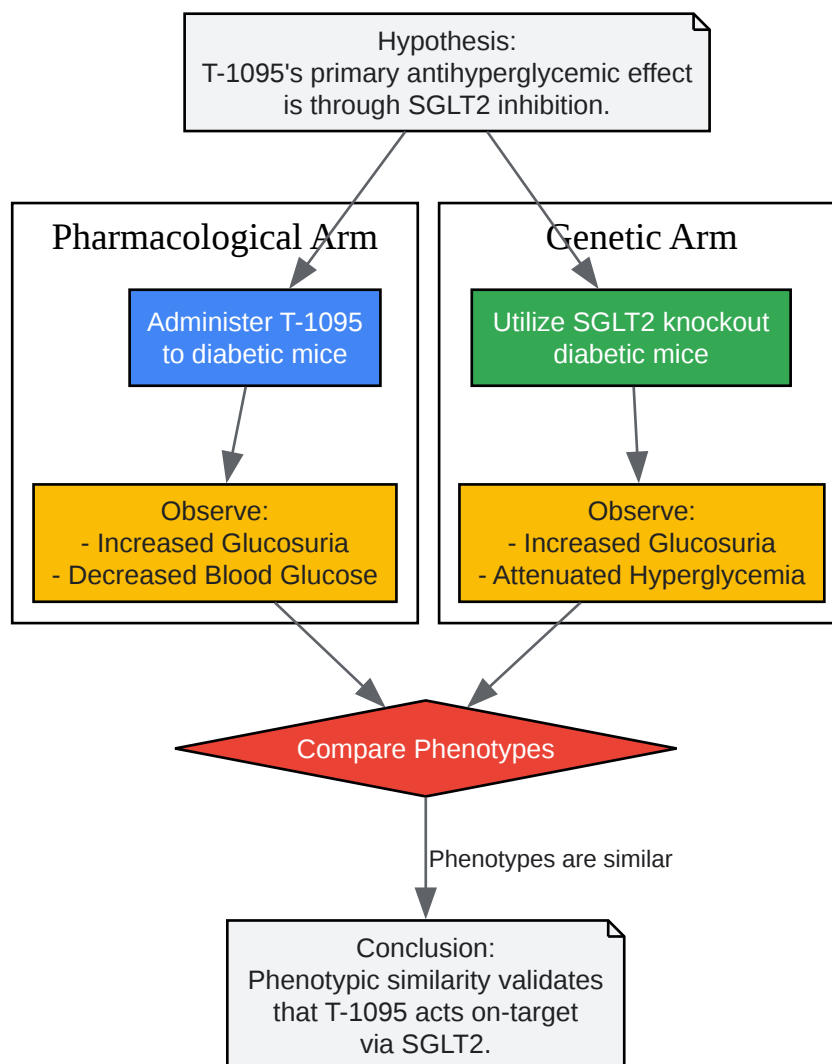 Hypothesis:
T-1095's primary antihyperglycemic effect
is through SGLT2 inhibition.
Pharmacological Arm
Administer T-1095
to diabetic mice
Observe:
- Increased Glucosuria
- Decreased Blood Glucose
Genetic Arm
Utilize SGLT2 knockout
diabetic mice
Observe:
- Increased Glucosuria
- Attenuated Hyperglycemia
Compare Phenotypes
Phenotypes are similar
Conclusion:
Phenotypic similarity validates
that T-1095 acts on-target
via SGLT2.